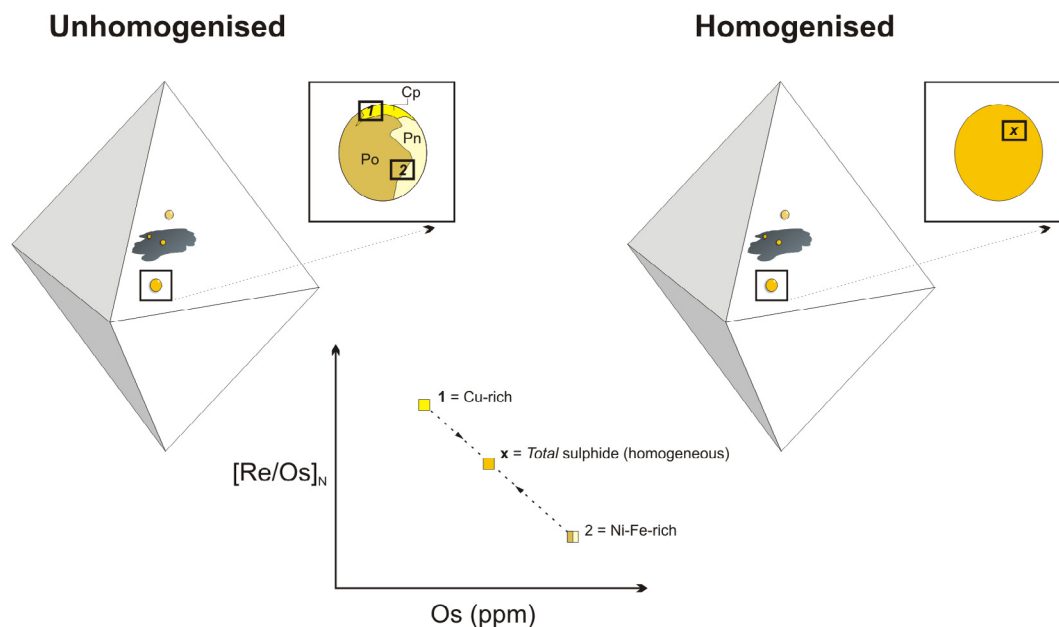 Unhomogenised
Homogenised
1
Cp
Pn
Po
2
x
1 = Cu-rich
x = Total sulphide (homogeneous)
[Re/Os]N
2 = Ni-Fe-rich
Os (ppm)